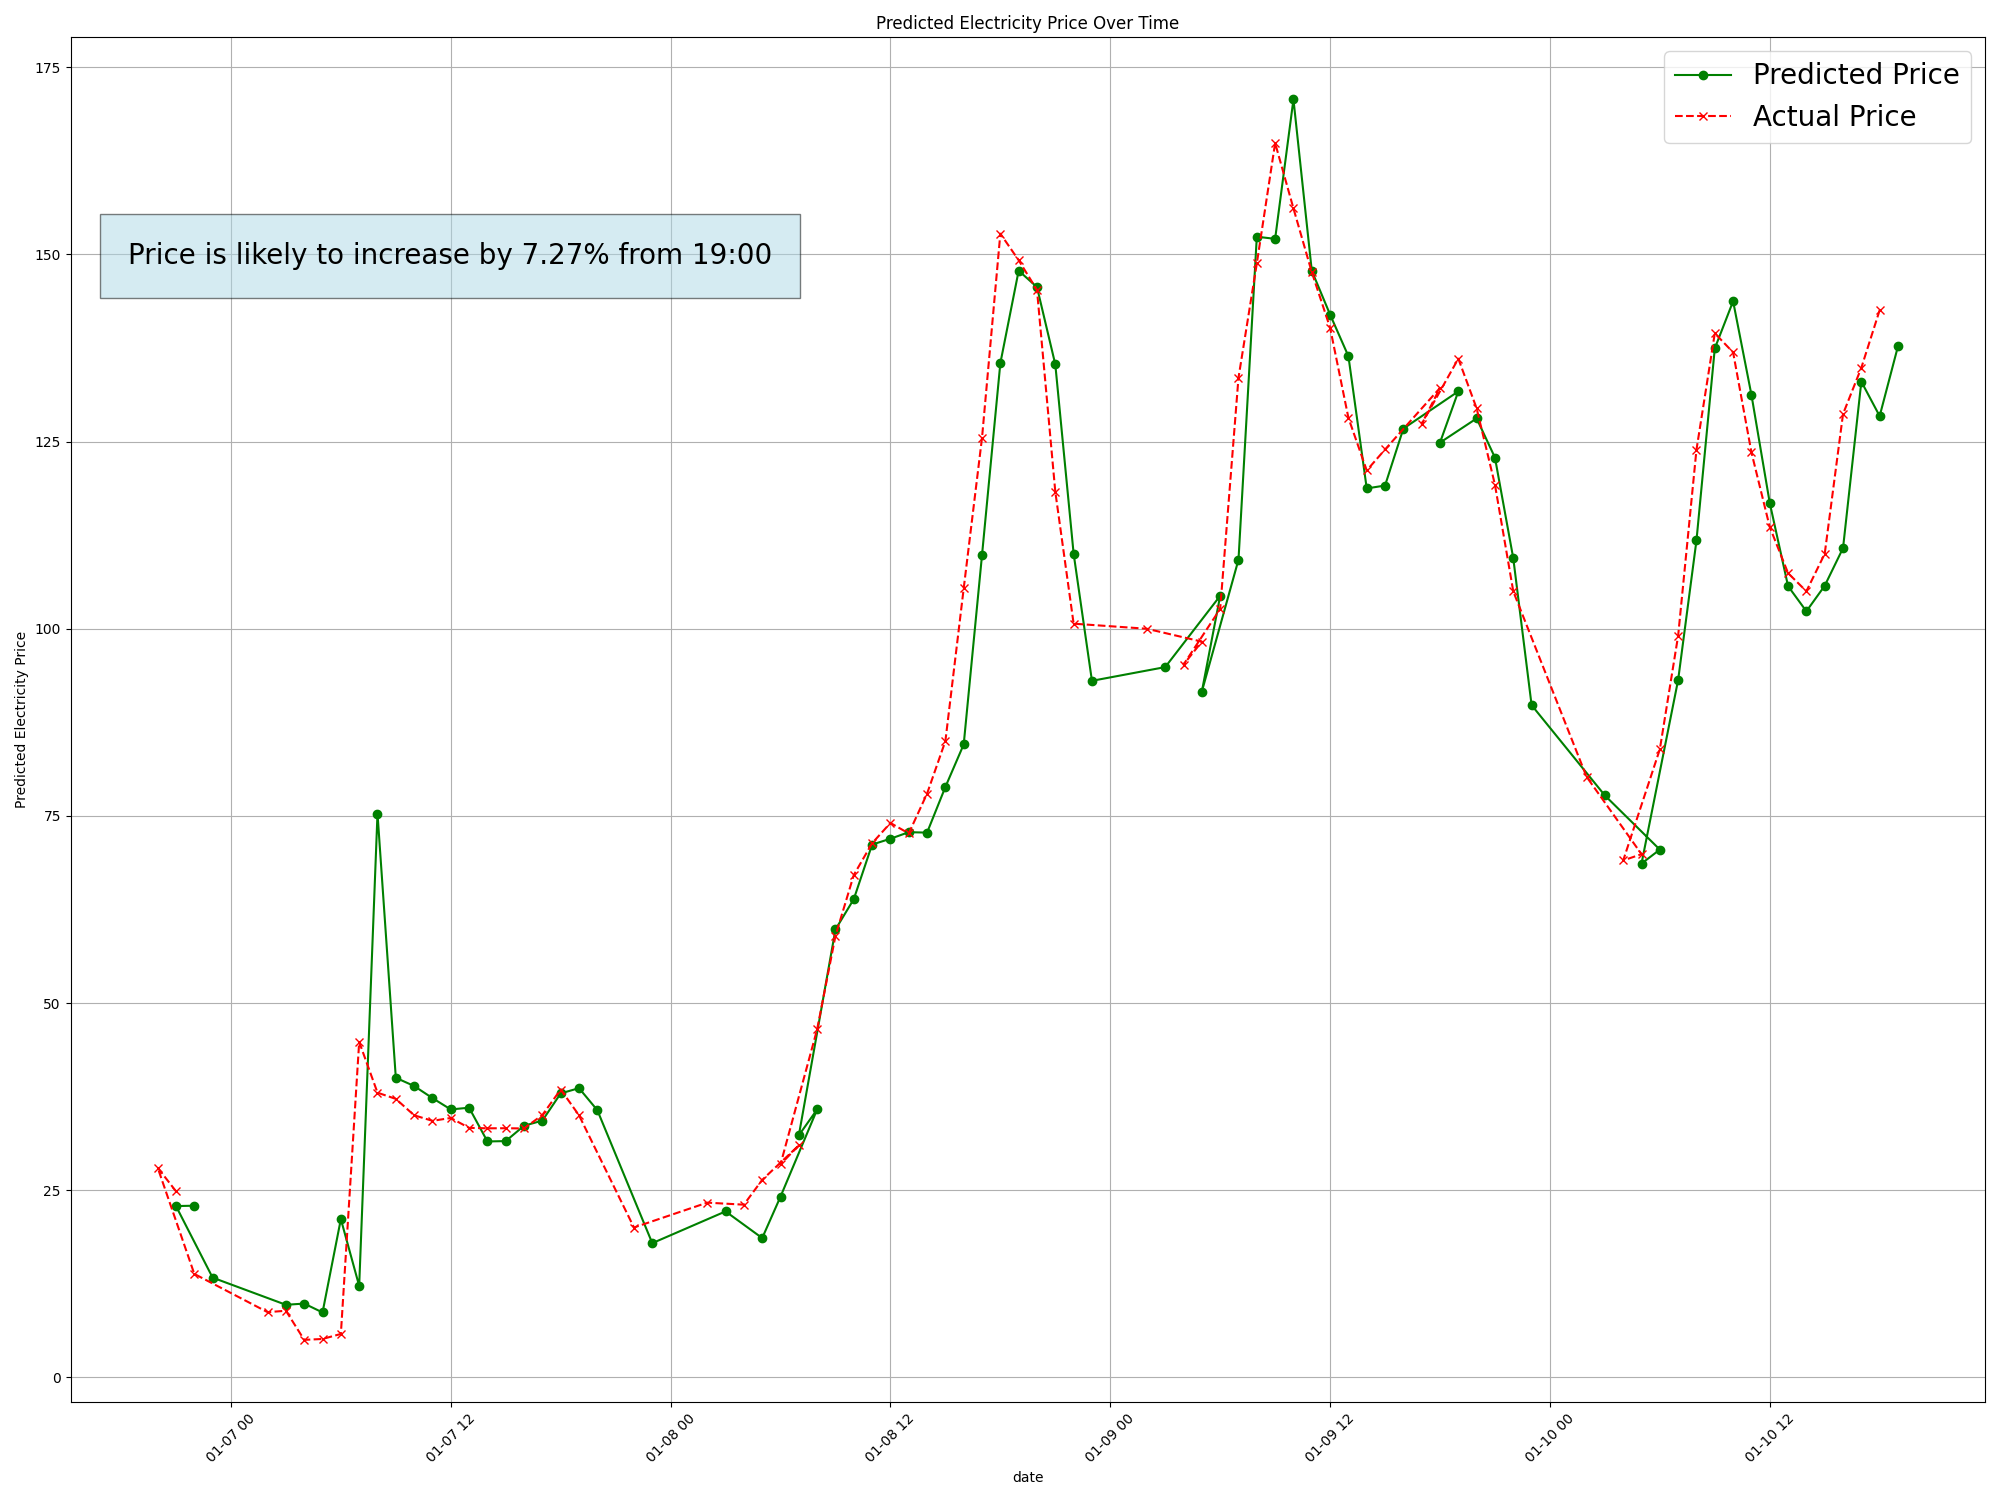 Predicted Electricity Price Over Time
Predicted Price
Actual Price
Price is likely to increase by 7.27% from 19:00
Predicted Electricity Price
175
150
125
100
75
50
25
0
01-07 00
01-07 12
01-08 00
01-08 12
01-09 00
01-09 12
01-10 00
01-10 12
date